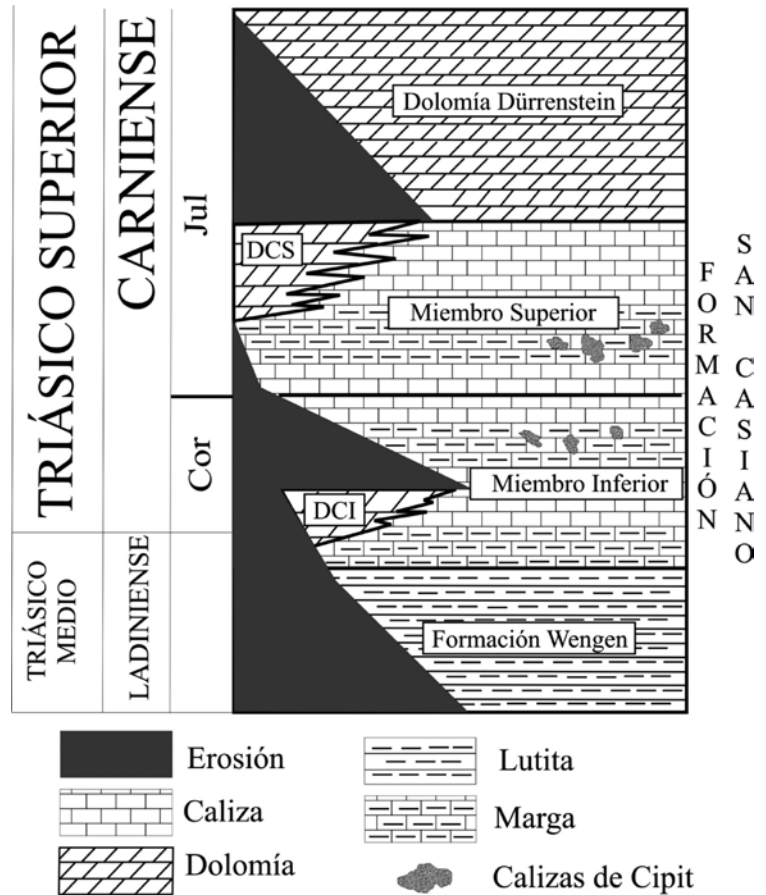 TRIÁSICO SUPERIOR
CARNIENSE
Jul
Cor
TRIÁSICO
MEDIO
LADINIENSE
Dolomía Dürrenstein
DCS
Miembro Superior
Miembro Inferior
DCI
Formación Wengen
FORMACIÓN
SAN CASIANO
Erosión
Caliza
Dolomía
Lutita
Marga
Calizas de Cipit